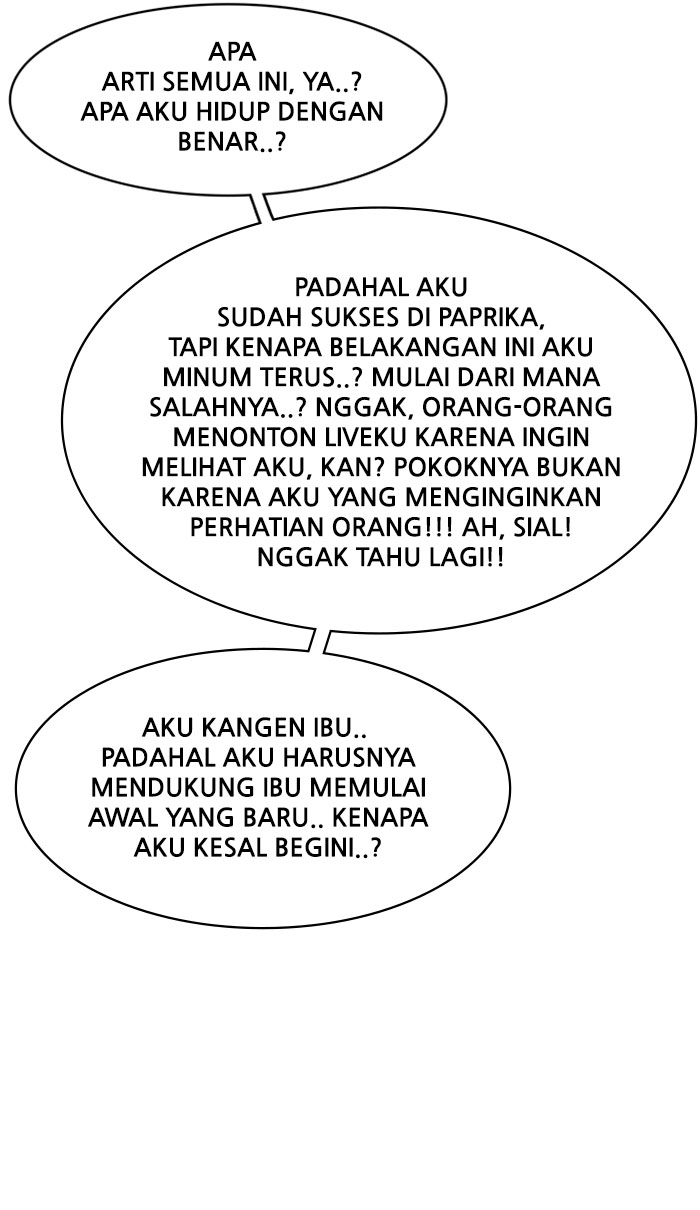 APA
ARTI SEMUA INI, YA..?
APA AKU HIDUP DENGAN
BENAR..?
PADAHAL AKU
SUDAH SUKSES DI PAPRIKA,
TAPI KENAPA BELAKANGAN INI AKU
MINUM TERUS..? MULAI DARI MANA
SALAHNYA..? NGGAK, ORANG-ORANG
MENONTON LIVEKU KARENA INGIN
MELIHAT AKU, KAN? POKOKNYA BUKAN
KARENA AKU YANG MENGINGINKAN
PERHATIAN ORANG!!! AH, SIAL!
NGGAK TAHU LAGI!!
AKU KANGEN IBU..
PADAHAL AKU HARUSNYA
MENDUKUNG IBU MEMULAI
AWAL YANG BARU.. KENAPA
AKU KESAL BEGINI..?